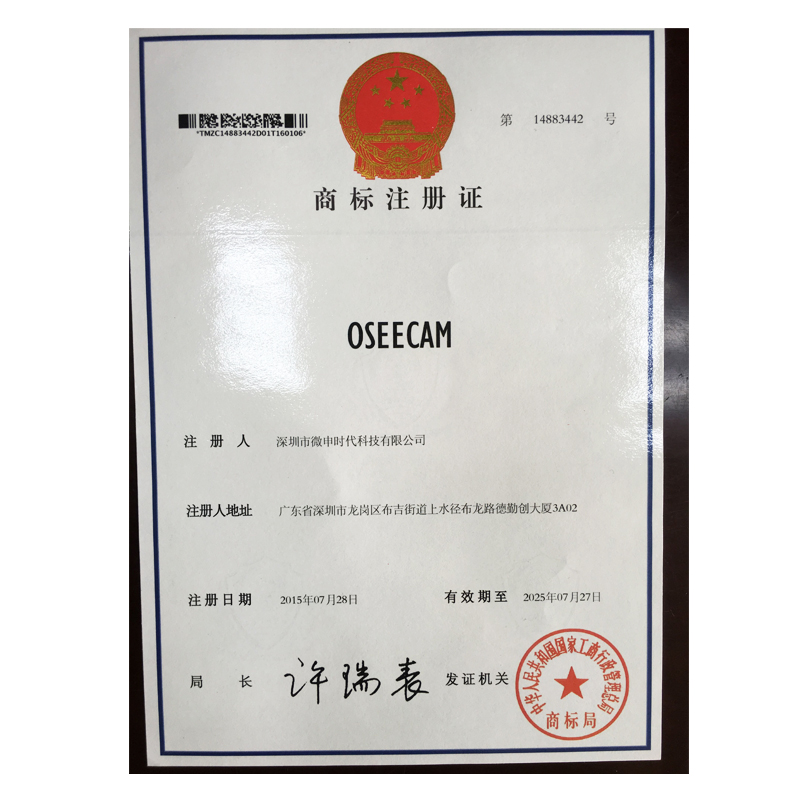 *TMZC14883442D01T160106*
第 14883442 号
商标注册证
OSEECAM
注册人 深圳市微申时代科技有限公司
注册人地址 广东省深圳市龙岗区布吉街道上水径布龙路德勤创大厦3A02
注册日期 2015年07月28日 有效期至 2025年07月27日
局长 许瑞表 发证机关
中华人民共和国国家工商行政管理总局
商标局